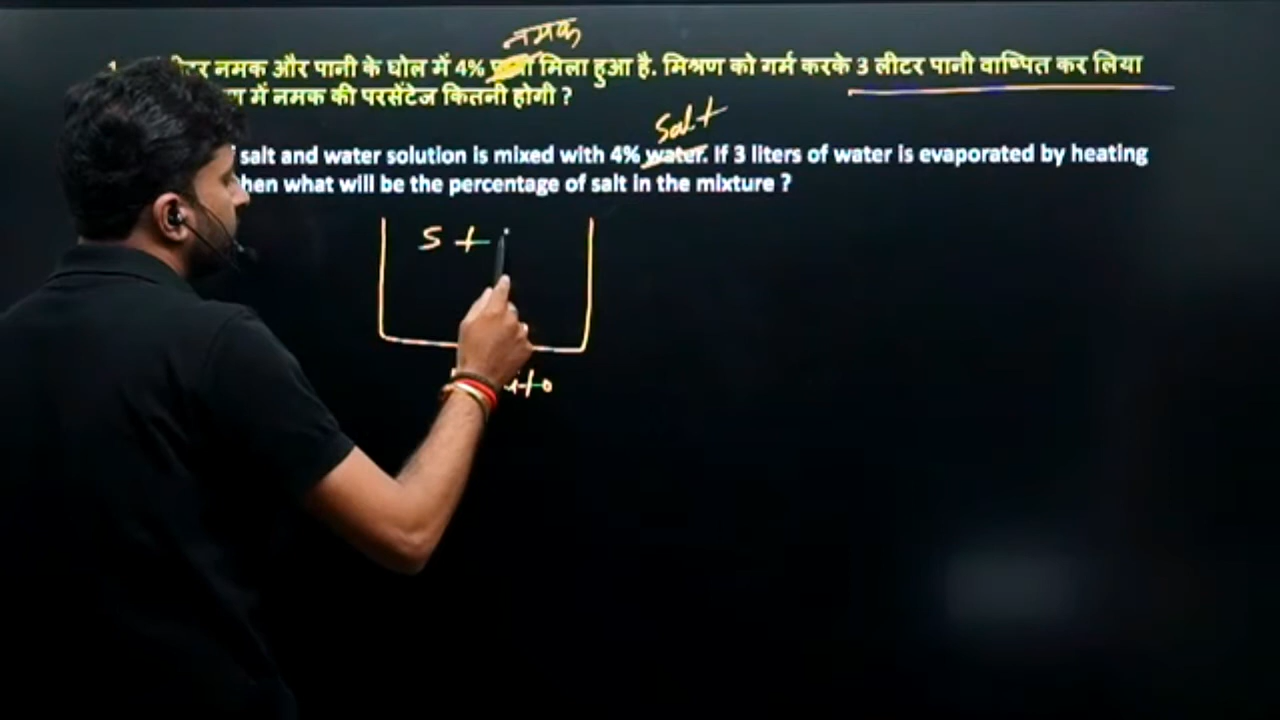 नमक
नमक और पानी के घोल में 4% मिला हुआ है. मिश्रण को गर्म करके 3 लीटर पानी वाष्पित कर लिया
में नमक की परसेंटेज कितनी होगी ?
Salt
salt and water solution is mixed with 4% water. If 3 liters of water is evaporated by heating
what will be the percentage of salt in the mixture ?
S +